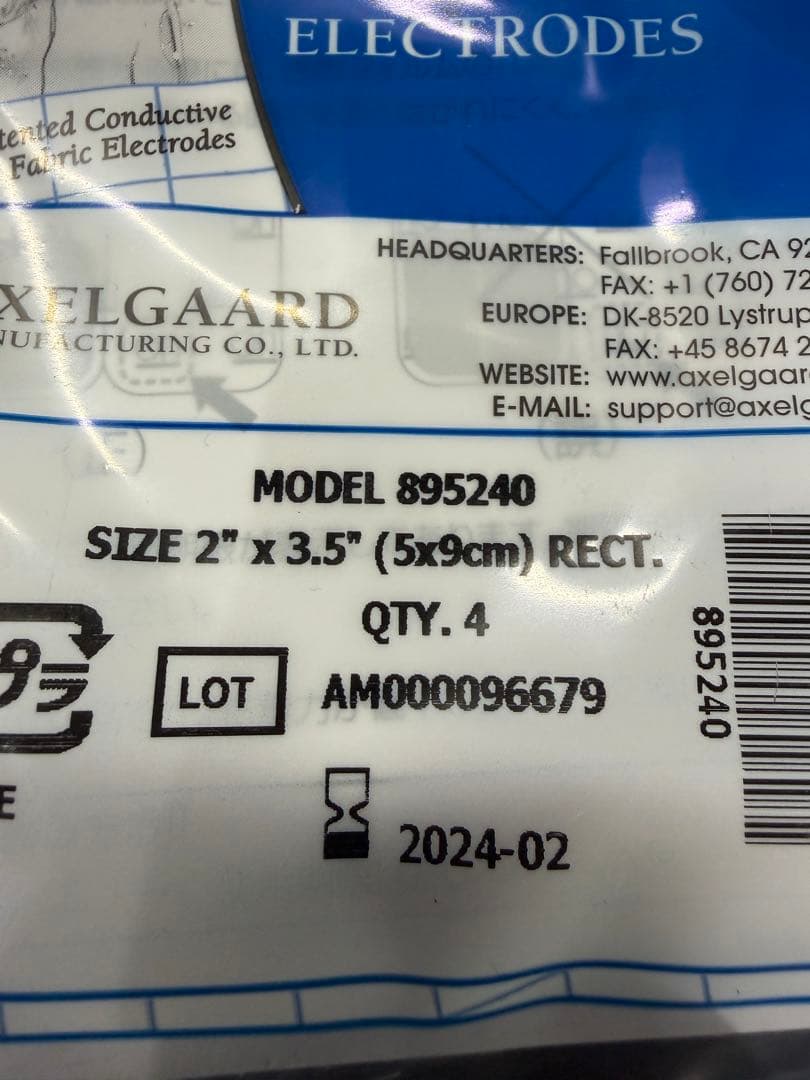 ELECTRODES
tented Conductive
Fabric Electrodes
HEADQUARTERS: Fallbrook, CA 92
FAX: +1 (760) 72
XELGAARD
NUFACTURING CO., LTD.
EUROPE: DK-8520 Lystrup
FAX: +45 8674 2
WEBSITE: www.axelgaar
E-MAIL: support@axelg
MODEL 895240
SIZE 2" x 3.5" (5x9cm) RECT.
QTY. 4
プラ
LOT AM000096679
895240
E
2024-02